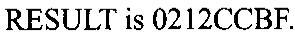 RESULT is 0212CCBF.